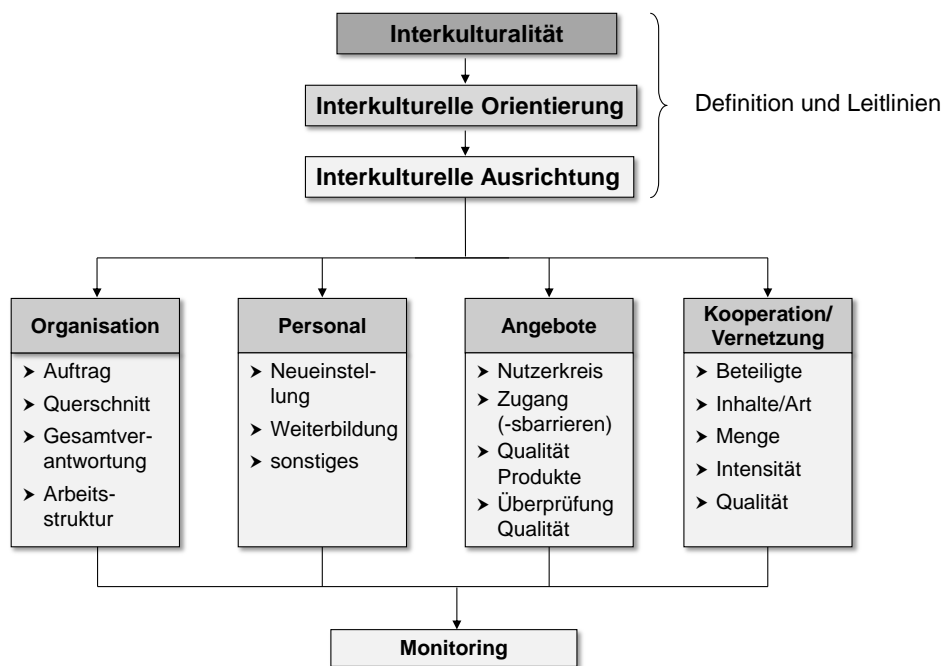 Interkulturalität
Interkulturelle Orientierung
Definition und Leitlinien
Interkulturelle Ausrichtung
Organisation
Auftrag
Querschnitt
Gesamtver-
antwortung
Arbeits-
struktur
Personal
Neueinstel-
lung
Weiterbildung
sonstiges
Angebote
Nutzerkreis
Zugang
(-sbarrieren)
Qualität
Produkte
Überprüfung
Qualität
Kooperation/
Vernetzung
Beteiligte
Inhalte/Art
Menge
Intensität
Qualität
Monitoring